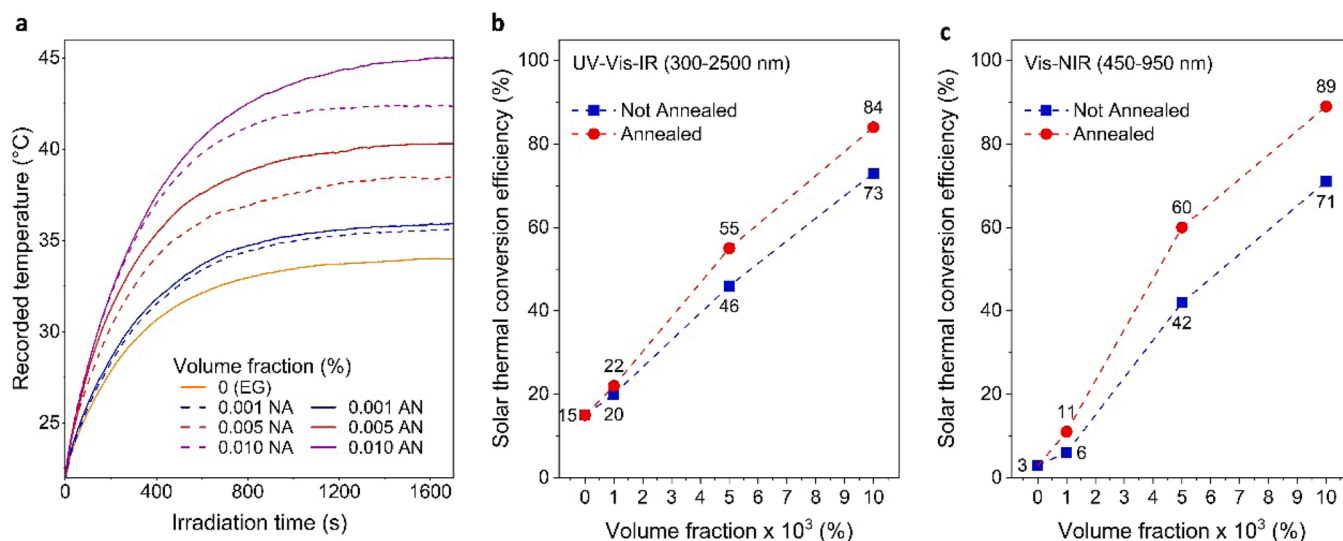 a
Recorded temperature (°C)
45
40
35
30
25
0
400
800
1200
1600
Irradiation time (s)
Volume fraction (%)
0 (EG)
0.001 NA
0.001 AN
0.005 NA
0.005 AN
0.010 NA
0.010 AN
b
Solar thermal conversion efficiency (%)
100
80
60
40
20
0
UV-Vis-IR (300-2500 nm)
Not Annealed
Annealed
84
73
55
46
22
20
15
0 1 2 3 4 5 6 7 8 9 10
Volume fraction x 10³ (%)
c
Solar thermal conversion efficiency (%)
100
80
60
40
20
0
Vis-NIR (450-950 nm)
Not Annealed
Annealed
89
71
60
42
11
6
3
0 1 2 3 4 5 6 7 8 9 10
Volume fraction x 10³ (%)